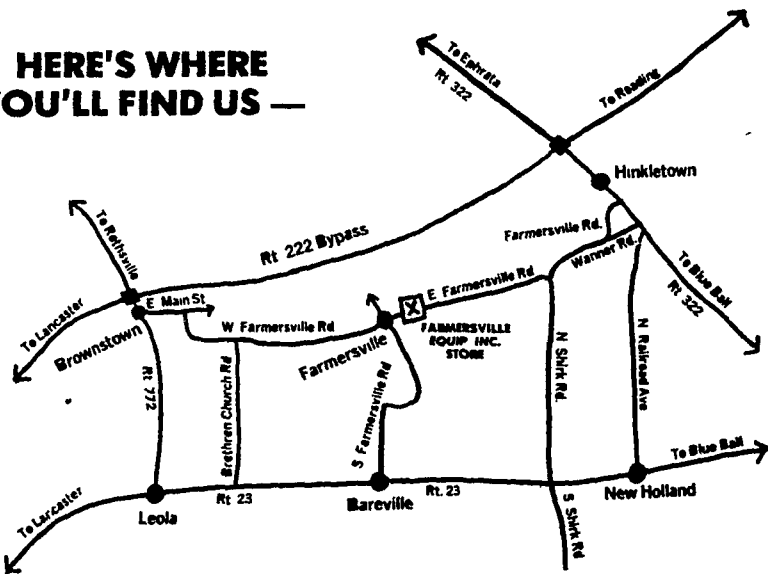 HERE'S WHERE
OU'LL FIND US —
To Ephrata
Rt 322
To Reading
Hinkletown
To Rothsville
Rt 222 Bypass
Farmersville Rd.
Wanner Rd.
To Blue Ball
Rt 322
E Main St
E Farmersville Rd
To Lancaster
Brownstown
W Farmersville Rd
Farmersville
X
FARMERSVILLE
EQUIP INC.
STORE
Rt 772
Brethren Church Rd
S Farmersville Rd
N Shirk Rd.
N Railroad Ave
To Blue Ball
To Lancaster
Leola
Rt 23
Bareville
Rt. 23
New Holland
S Shirk Rd